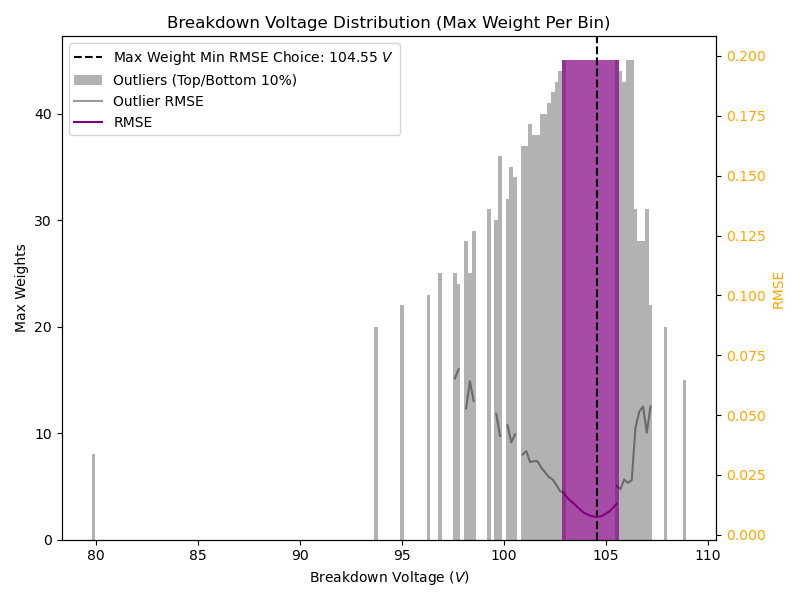 Breakdown Voltage Distribution (Max Weight Per Bin)
Max Weight Min RMSE Choice: 104.55 V
Outliers (Top/Bottom 10%)
Outlier RMSE
RMSE
Max Weights
0
10
20
30
40
80
85
90
95
100
105
110
Breakdown Voltage (V)
0.200
0.175
0.150
0.125
0.100
0.075
0.050
0.025
0.000
RMSE